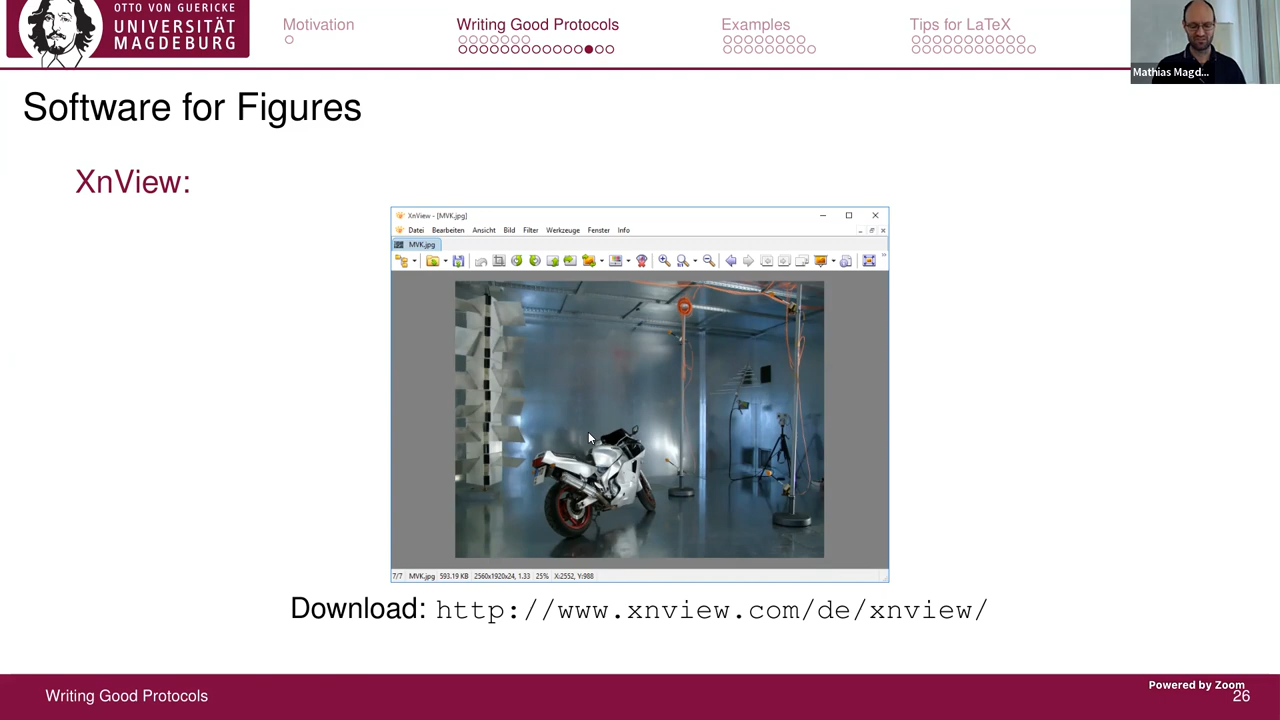 OTTO VON GUERICKE
UNIVERSITÄT
MAGDEBURG
Motivation
Writing Good Protocols
Examples
Tips for LaTeX
Mathias Magd...
Software for Figures
XnView:
XnView - [MVK.jpg]
Datei Bearbeiten Ansicht Bild Filter Werkzeuge Fenster Info
MVK.jpg
7/7 MVK.jpg 593.19 KB 2560x1920x24, 1.33 25% X:2552, Y:988
Download: http://www.xnview.com/de/xnview/
Writing Good Protocols
Powered by Zoom
26